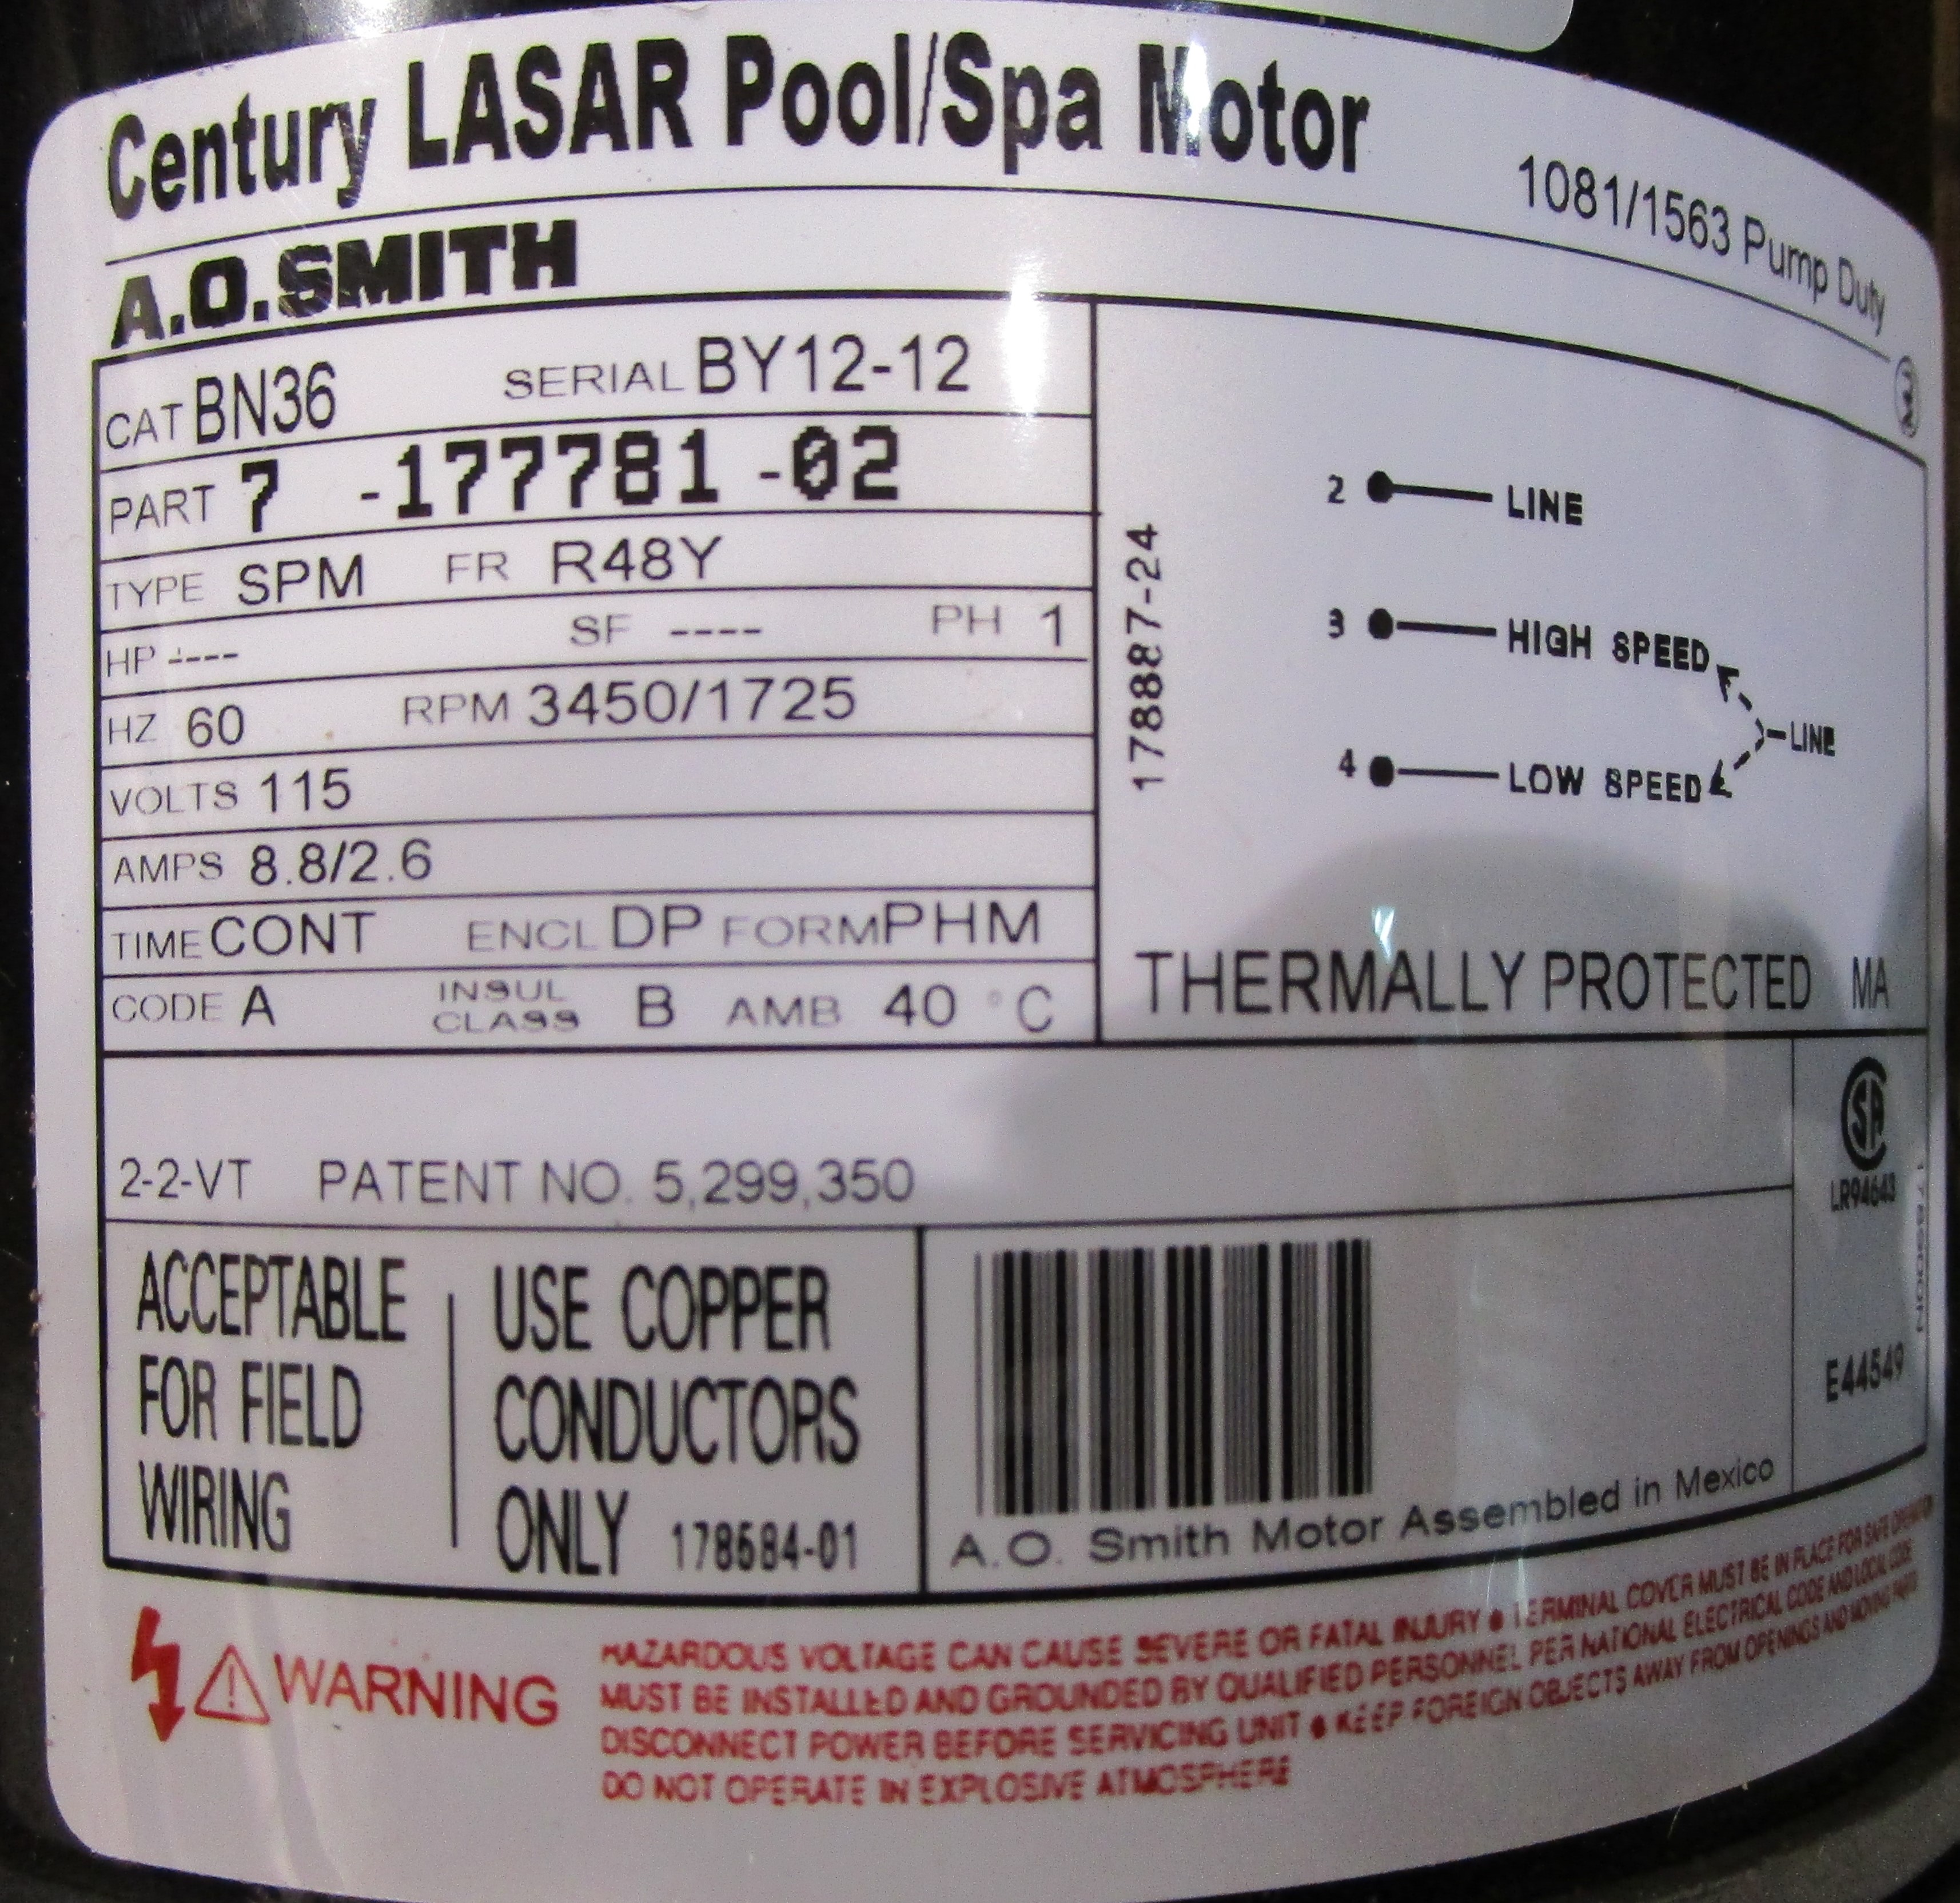 Century LASAR Pool/Spa Motor
1081/1563 Pump Duty
A.O.SMITH
CAT BN36 SERIAL BY12-12
PART 7 -177781 -02
TYPE SPM FR R48Y
HP ---- SF ---- PH 1
HZ 60 RPM 3450/1725
VOLTS 115
AMPS 8.8/2.6
TIME CONT ENCL DP FORM PHM
CODE A INSUL CLASS B AMB 40 °C
17887-24
2 LINE
3 HIGH SPEED
LINE
4 LOW SPEED
THERMALLY PROTECTED MA
2-2-VT PATENT NO. 5,299,350
SA
LR94643
E44549
ACCEPTABLE
FOR FIELD
WIRING
USE COPPER
CONDUCTORS
ONLY 178684-01
A.O. Smith Motor Assembled in Mexico
WARNING
HAZARDOUS VOLTAGE CAN CAUSE SEVERE OR FATAL INJURY ● TERMINAL COVER MUST BE IN PLACE FOR SAFE OPERATION
MUST BE INSTALLED AND GROUNDED BY QUALIFIED PERSONNEL PER NATIONAL ELECTRICAL CODE AND LOCAL CODE
DISCONNECT POWER BEFORE SERVICING UNIT ● KEEP FOREIGN OBJECTS AWAY FROM OPENINGS AND MOVING PARTS
DO NOT OPERATE IN EXPLOSIVE ATMOSPHERE